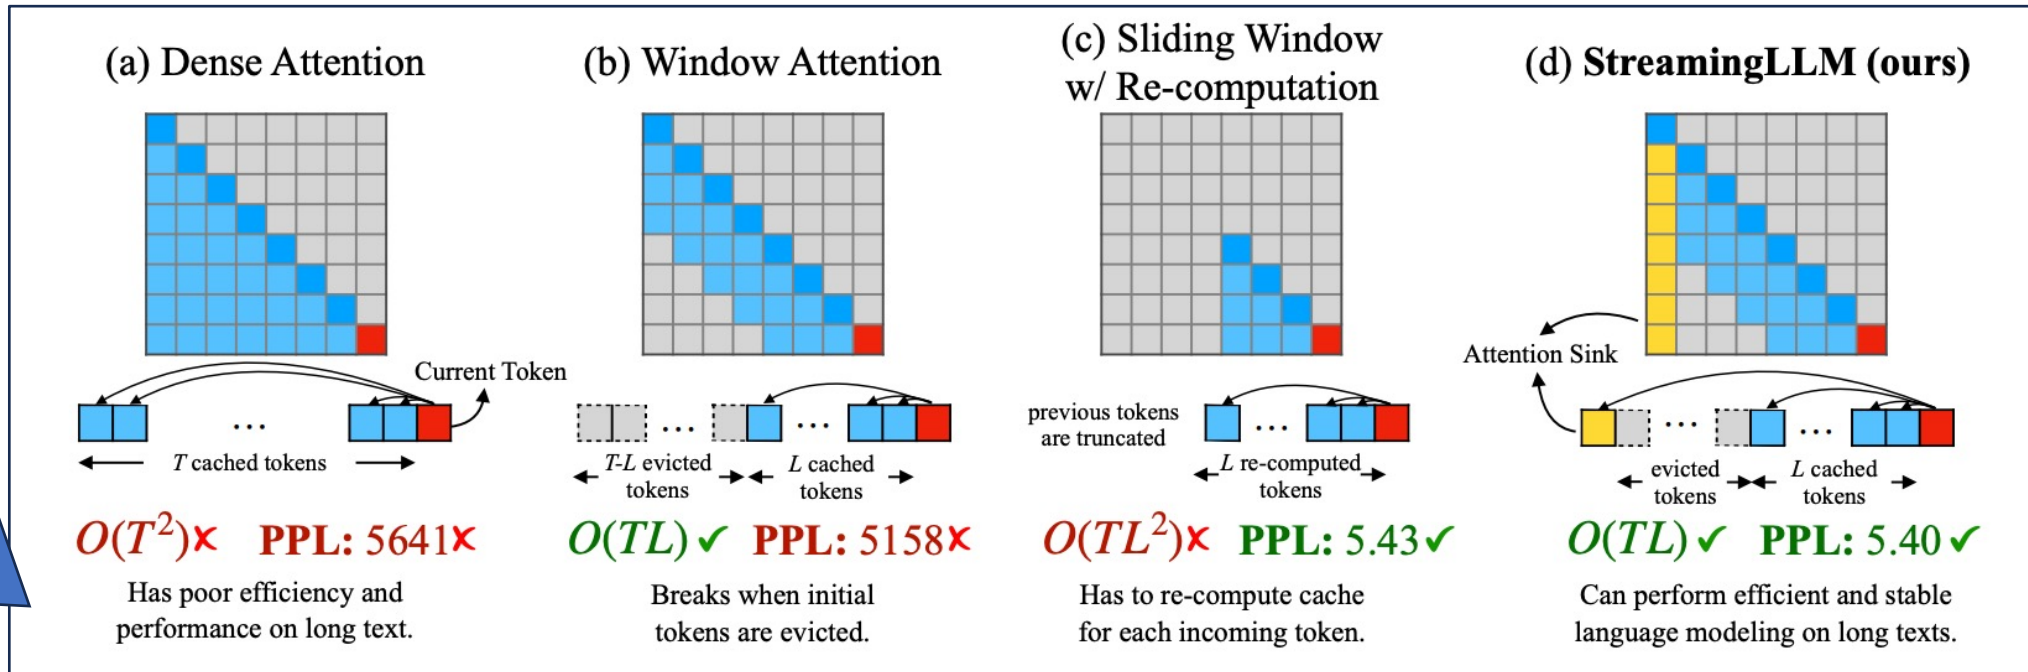 (a) Dense Attention
Current Token
...
T cached tokens
O(T²)✗ PPL: 5641✗
Has poor efficiency and
performance on long text.
(b) Window Attention
... ...
T-L evicted
tokens
L cached
tokens
O(TL) ✓ PPL: 5158✗
Breaks when initial
tokens are evicted.
(c) Sliding Window
w/ Re-computation
previous tokens
are truncated
...
L re-computed
tokens
O(TL²)✗ PPL: 5.43✓
Has to re-compute cache
for each incoming token.
(d) StreamingLLM (ours)
Attention Sink
... ...
evicted
tokens
L cached
tokens
O(TL) ✓ PPL: 5.40 ✓
Can perform efficient and stable
language modeling on long texts.